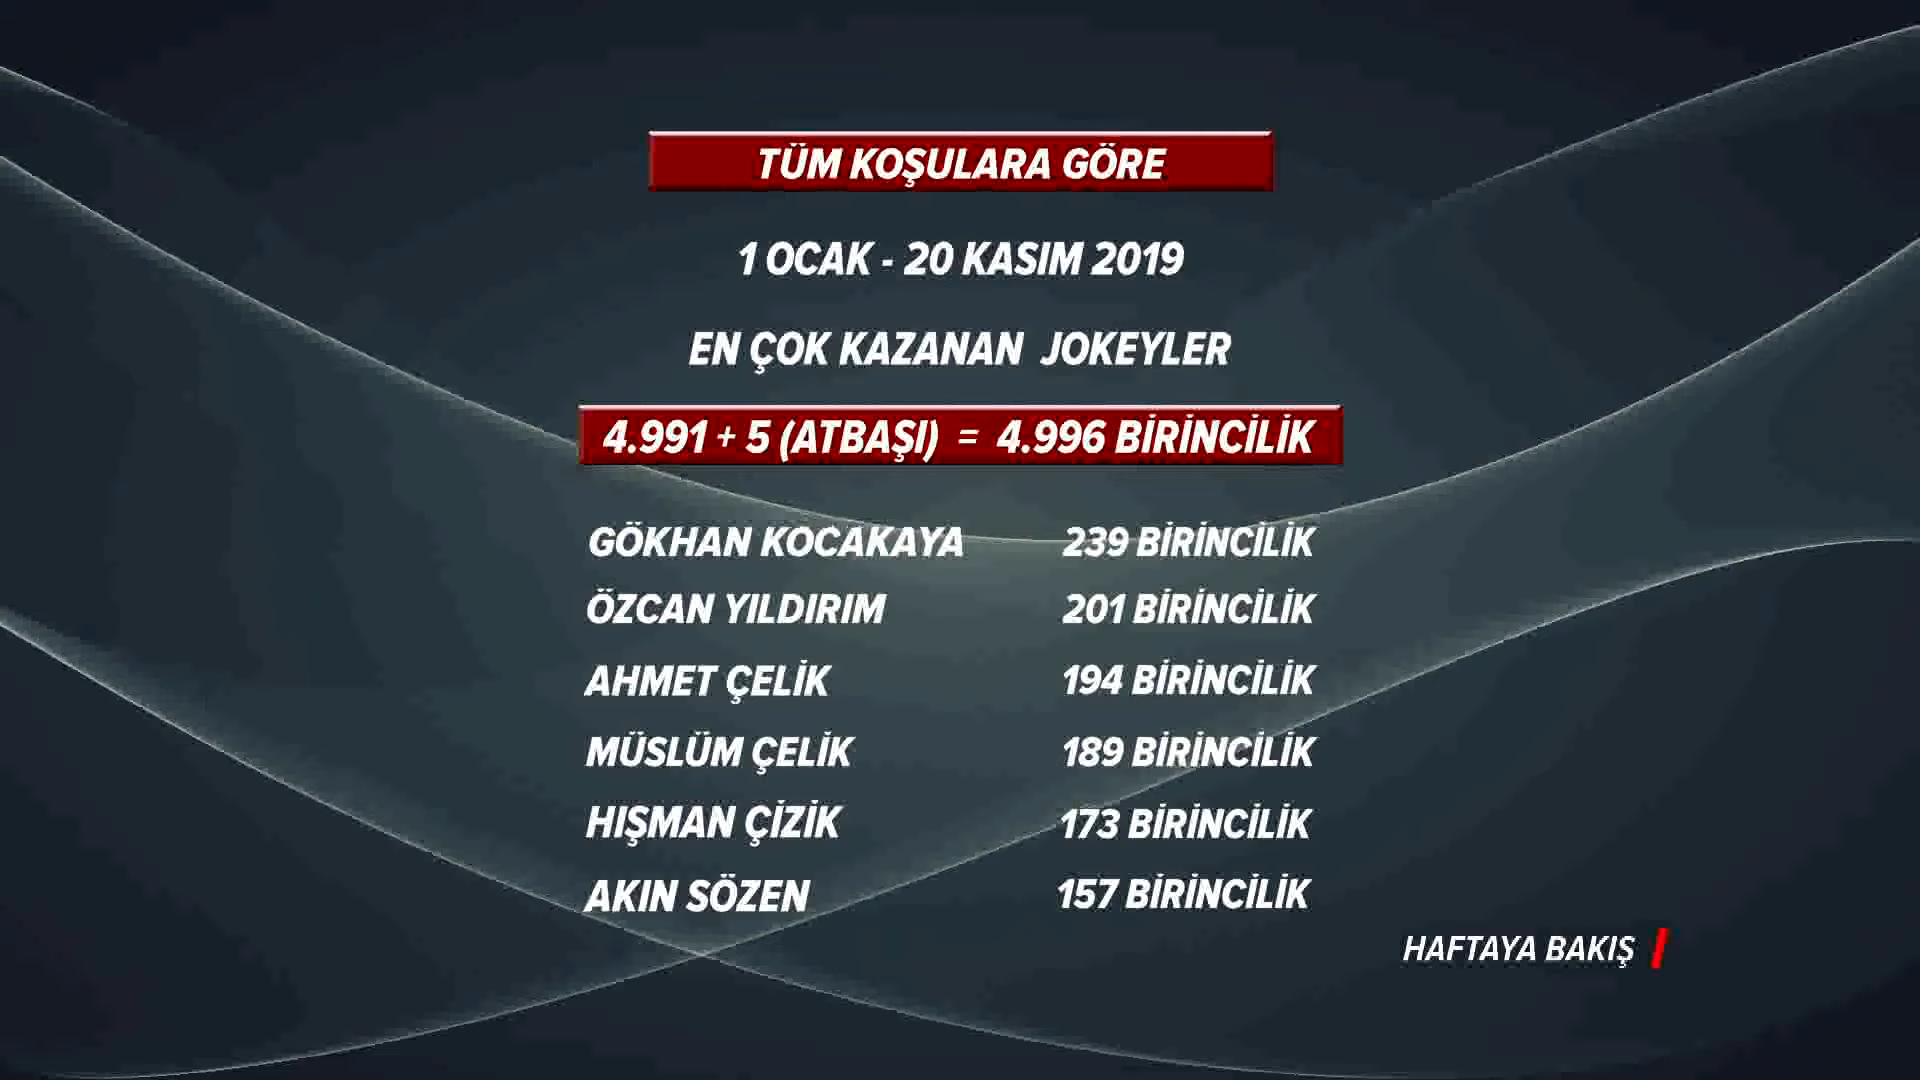 TÜM KOŞULARA GÖRE
1 OCAK - 20 KASIM 2019
EN ÇOK KAZANAN JOKEYLER
4.991 + 5 (ATBAŞI) = 4.996 BİRİNCİLİK
GÖKHAN KOCAKAYA 239 BİRİNCİLİK
ÖZCAN YILDIRIM 201 BİRİNCİLİK
AHMET ÇELİK 194 BİRİNCİLİK
MÜSLÜM ÇELİK 189 BİRİNCİLİK
HIŞMAN ÇİZİK 173 BİRİNCİLİK
AKIN SÖZEN 157 BİRİNCİLİK
HAFTAYA BAKIŞ